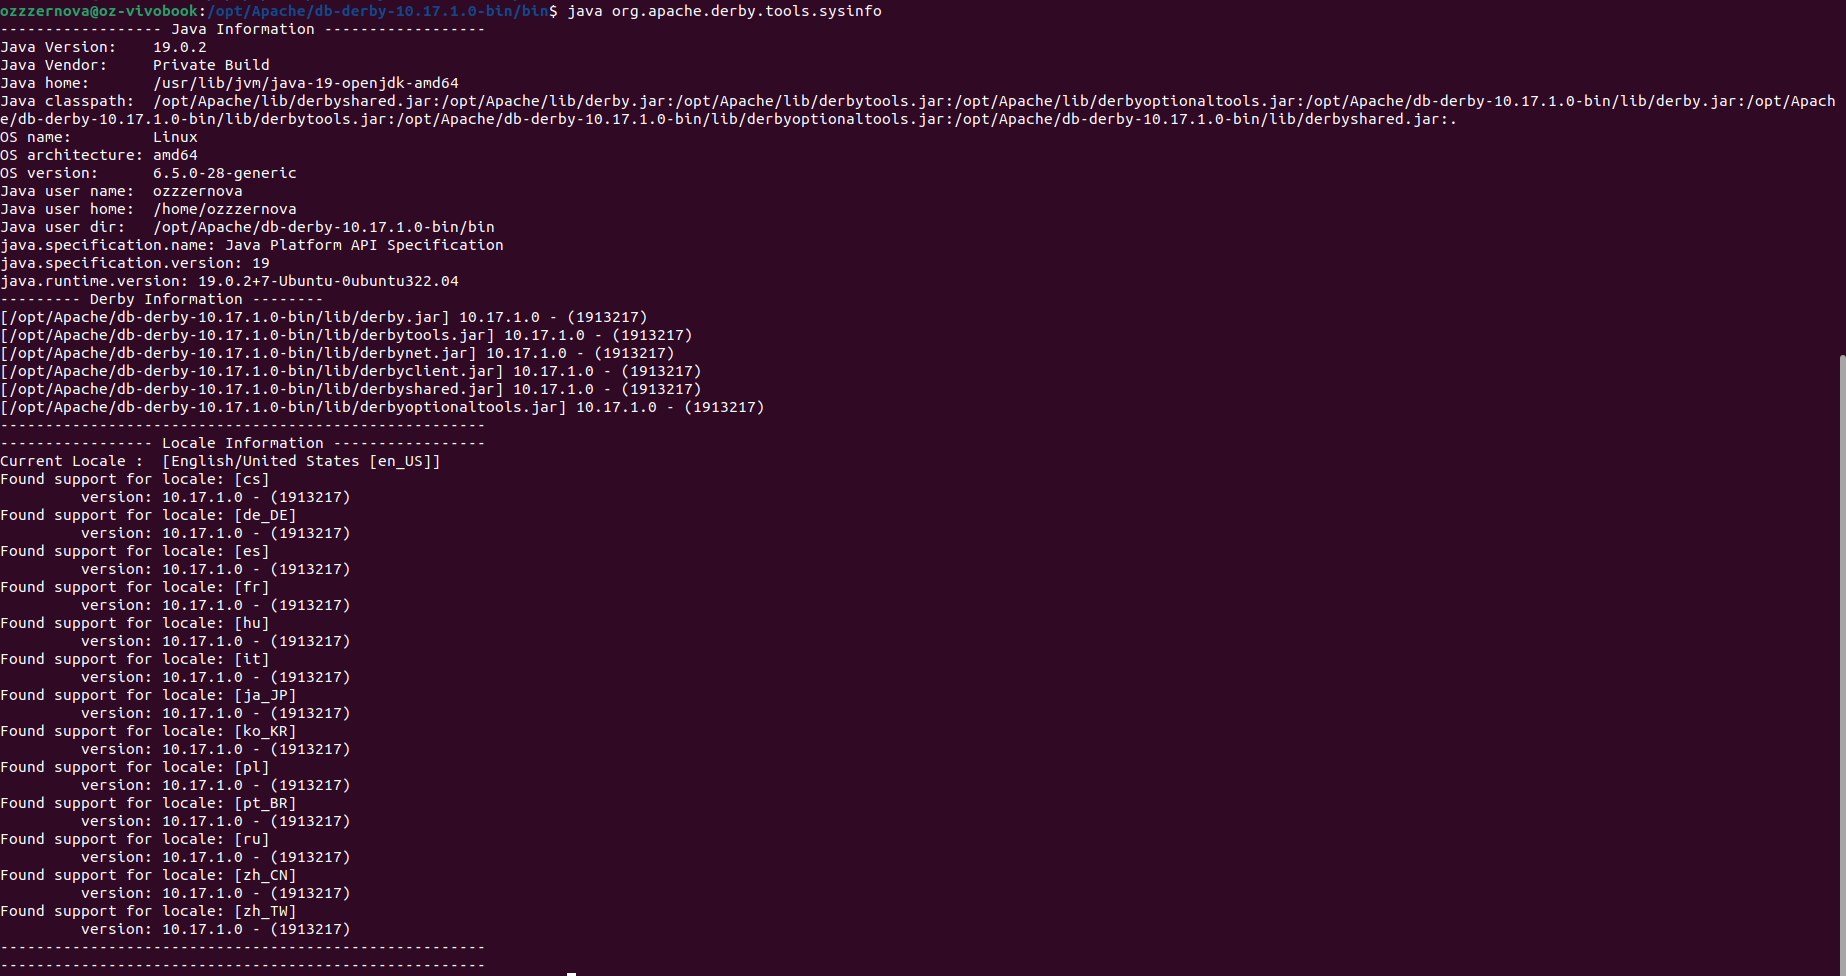 ozzzernova@oz-vivobook:/opt/Apache/db-derby-10.17.1.0-bin/bin$ java org.apache.derby.tools.sysinfo
------------------ Java Information ------------------
Java Version:    19.0.2
Java Vendor:     Private Build
Java home:       /usr/lib/jvm/java-19-openjdk-amd64
Java classpath:  /opt/Apache/lib/derbyshared.jar:/opt/Apache/lib/derby.jar:/opt/Apache/lib/derbytools.jar:/opt/Apache/lib/derbyoptionaltools.jar:/opt/Apache/db-derby-10.17.1.0-bin/lib/derby.jar:/opt/Apach
e/db-derby-10.17.1.0-bin/lib/derbytools.jar:/opt/Apache/db-derby-10.17.1.0-bin/lib/derbyoptionaltools.jar:/opt/Apache/db-derby-10.17.1.0-bin/lib/derbyshared.jar:.
OS name:         Linux
OS architecture: amd64
OS version:      6.5.0-28-generic
Java user name:  ozzzernova
Java user home:  /home/ozzzernova
Java user dir:   /opt/Apache/db-derby-10.17.1.0-bin/bin
java.specification.name: Java Platform API Specification
java.specification.version: 19
java.runtime.version: 19.0.2+7-Ubuntu-0ubuntu322.04
--------- Derby Information --------
[/opt/Apache/db-derby-10.17.1.0-bin/lib/derby.jar] 10.17.1.0 - (1913217)
[/opt/Apache/db-derby-10.17.1.0-bin/lib/derbytools.jar] 10.17.1.0 - (1913217)
[/opt/Apache/db-derby-10.17.1.0-bin/lib/derbynet.jar] 10.17.1.0 - (1913217)
[/opt/Apache/db-derby-10.17.1.0-bin/lib/derbyclient.jar] 10.17.1.0 - (1913217)
[/opt/Apache/db-derby-10.17.1.0-bin/lib/derbyshared.jar] 10.17.1.0 - (1913217)
[/opt/Apache/db-derby-10.17.1.0-bin/lib/derbyoptionaltools.jar] 10.17.1.0 - (1913217)
------------------------------------------------------
----------------- Locale Information -----------------
Current Locale :  [English/United States [en_US]]
Found support for locale: [cs]
         version: 10.17.1.0 - (1913217)
Found support for locale: [de_DE]
         version: 10.17.1.0 - (1913217)
Found support for locale: [es]
         version: 10.17.1.0 - (1913217)
Found support for locale: [fr]
         version: 10.17.1.0 - (1913217)
Found support for locale: [hu]
         version: 10.17.1.0 - (1913217)
Found support for locale: [it]
         version: 10.17.1.0 - (1913217)
Found support for locale: [ja_JP]
         version: 10.17.1.0 - (1913217)
Found support for locale: [ko_KR]
         version: 10.17.1.0 - (1913217)
Found support for locale: [pl]
         version: 10.17.1.0 - (1913217)
Found support for locale: [pt_BR]
         version: 10.17.1.0 - (1913217)
Found support for locale: [ru]
         version: 10.17.1.0 - (1913217)
Found support for locale: [zh_CN]
         version: 10.17.1.0 - (1913217)
Found support for locale: [zh_TW]
         version: 10.17.1.0 - (1913217)
------------------------------------------------------
------------------------------------------------------